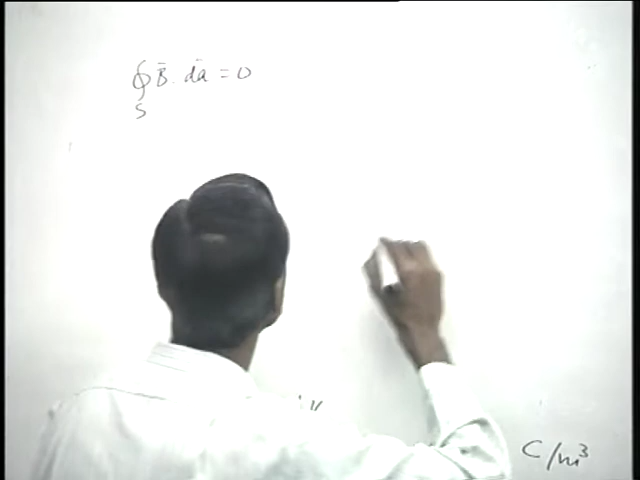 ∮ B̄ . dā = 0
S
C/m³